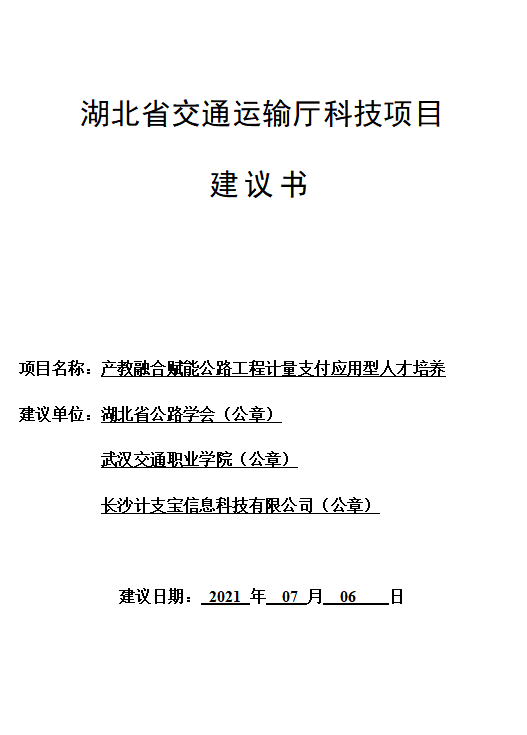 湖北省交通运输厅科技项目
建议书
项目名称：产教融合赋能公路工程计量支付应用型人才培养
建议单位：湖北省公路学会（公章）
武汉交通职业学院（公章）
长沙计支宝信息科技有限公司（公章）
建议日期： 2021 年 07 月 06 日